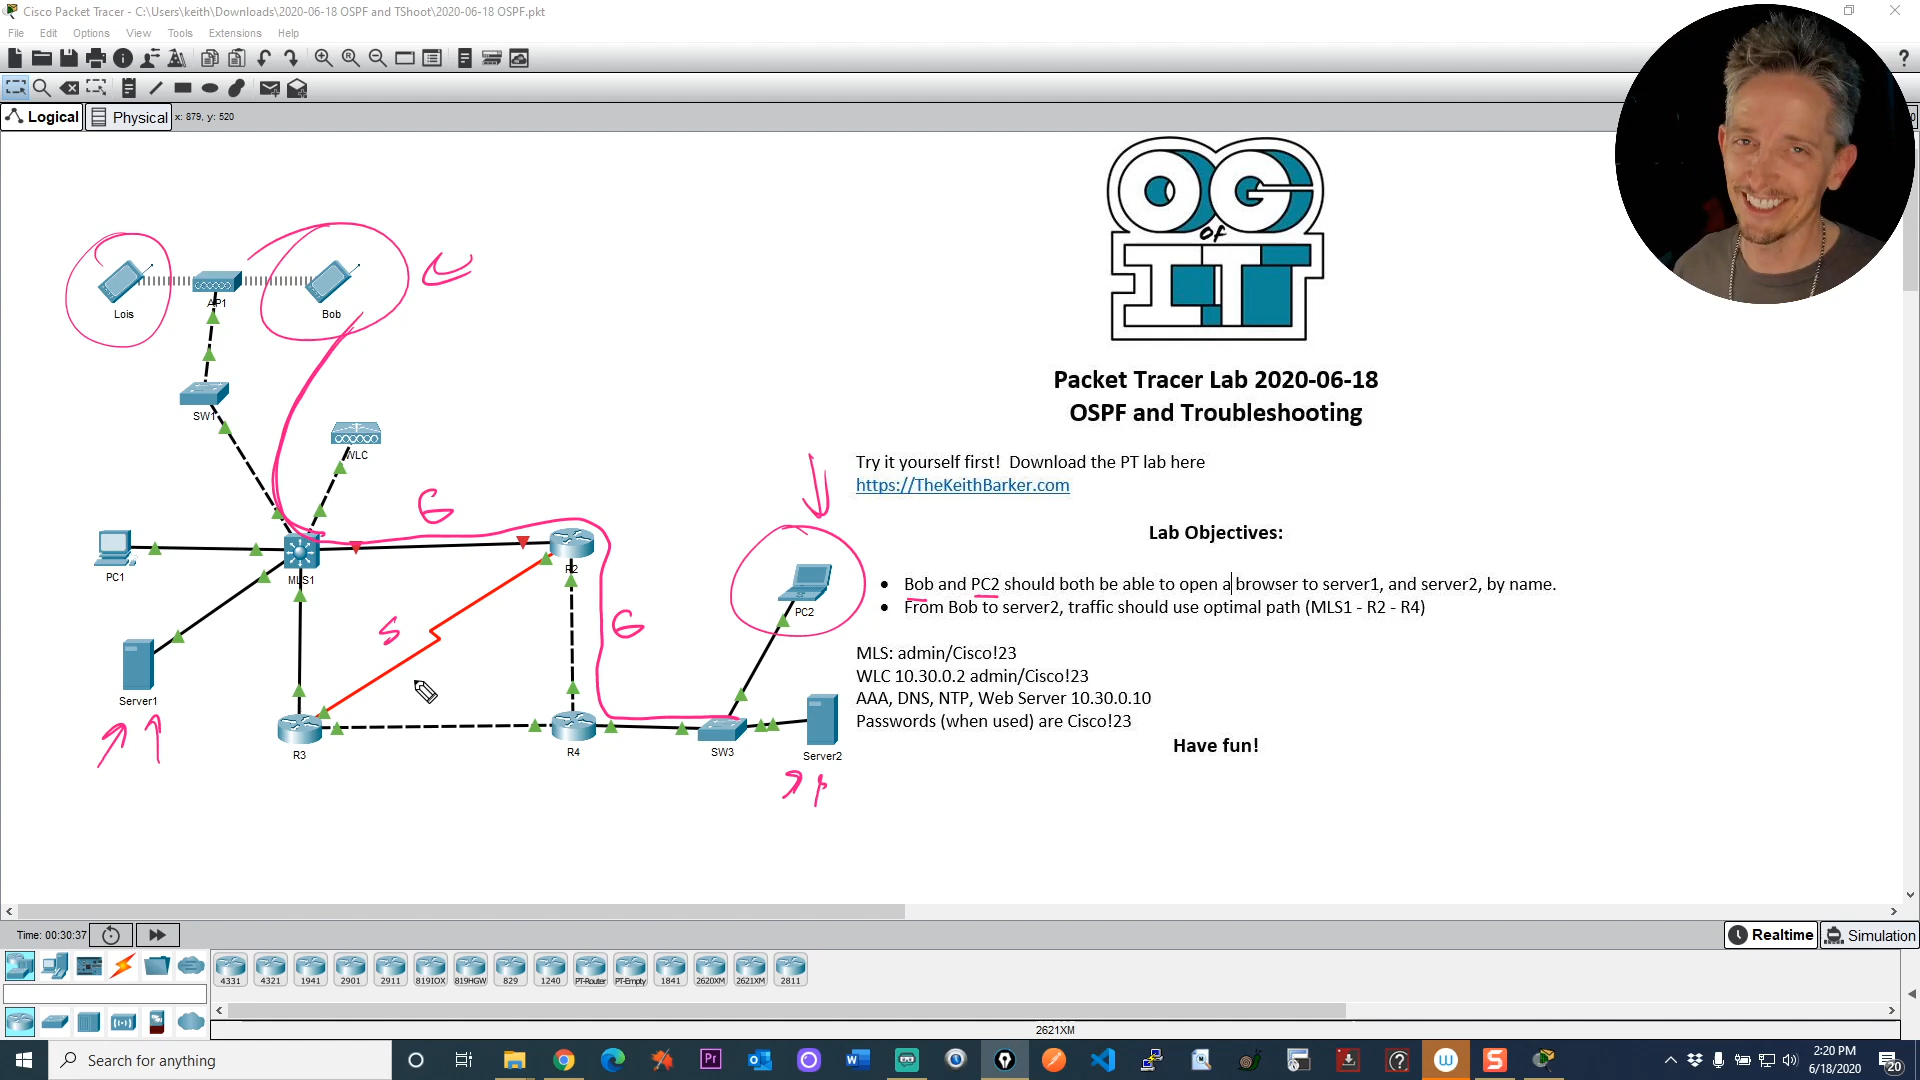 Cisco Packet Tracer - C:\Users\keith\Downloads\2020-06-18 OSPF and TShoot\2020-06-18 OSPF.pkt
File Edit Options View Tools Extensions Help
Logical Physical x: 879, y: 520
OG
of
IT
Packet Tracer Lab 2020-06-18
OSPF and Troubleshooting
Try it yourself first! Download the PT lab here
https://TheKeithBarker.com
Lab Objectives:
• Bob and PC2 should both be able to open a browser to server1, and server2, by name.
• From Bob to server2, traffic should use optimal path (MLS1 - R2 - R4)
MLS: admin/Cisco!23
WLC 10.30.0.2 admin/Cisco!23
AAA, DNS, NTP, Web Server 10.30.0.10
Passwords (when used) are Cisco!23
Have fun!
Lois
AP1
Bob
SW1
WLC
G
PC1
MLS1
R2
PC2
S
G
Server1
R3
R4
SW3
Server2
Time: 00:30:37
Realtime Simulation
4331 4321 1941 2901 2911 819IOX 819HGW 829 1240 PT-Router PT-Empty 1841 2620XM 2621XM 2811
2621XM
Search for anything
2:20 PM
6/18/2020
20